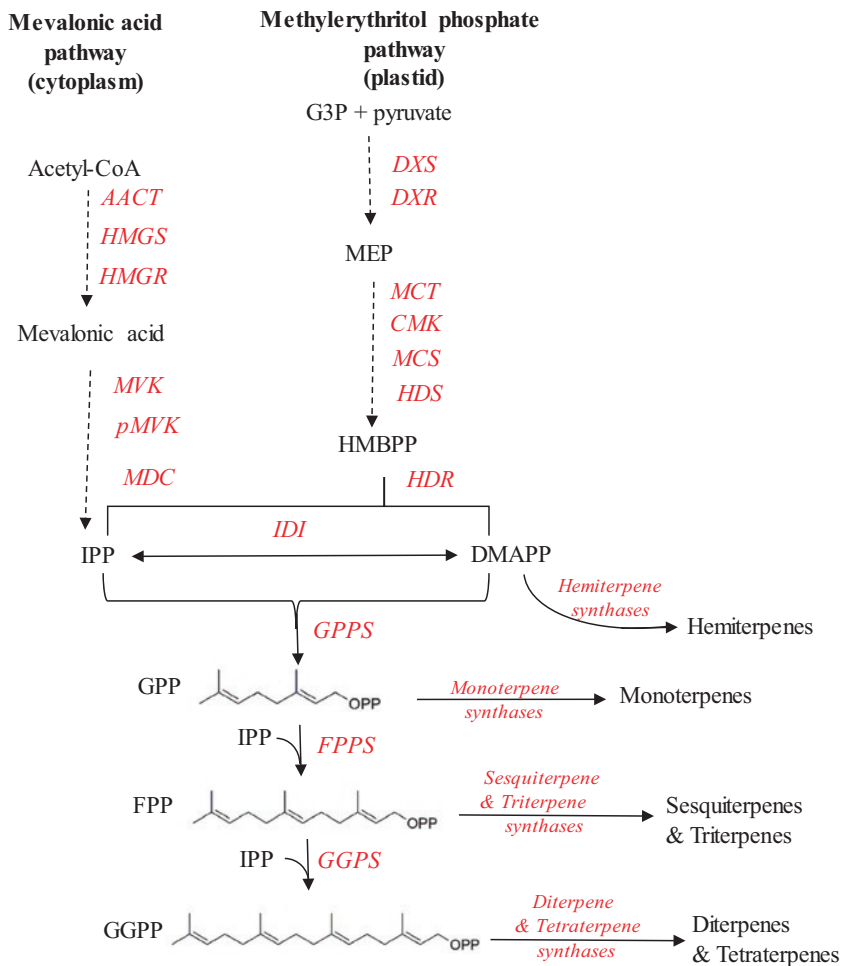 Mevalonic acid
pathway
(cytoplasm)
Methylerythritol phosphate
pathway
(plastid)
G3P + pyruvate
Acetyl-CoA
DXS
DXR
AACT
HMGS
HMGR
MEP
MCT
CMK
MCS
HDS
Mevalonic acid
MVK
pMVK
MDC
HMBPP
HDR
IDI
IPP
DMAPP
Hemiterpene
synthases
Hemiterpenes
GPPS
GPP
OPP
Monoterpene
synthases
Monoterpenes
IPP
FPPS
FPP
OPP
Sesquiterpene
& Triterpene
synthases
Sesquiterpenes
& Triterpenes
IPP
GGPS
GGPP
OPP
Diterpene
& Tetraterpene
synthases
Diterpenes
& Tetraterpenes